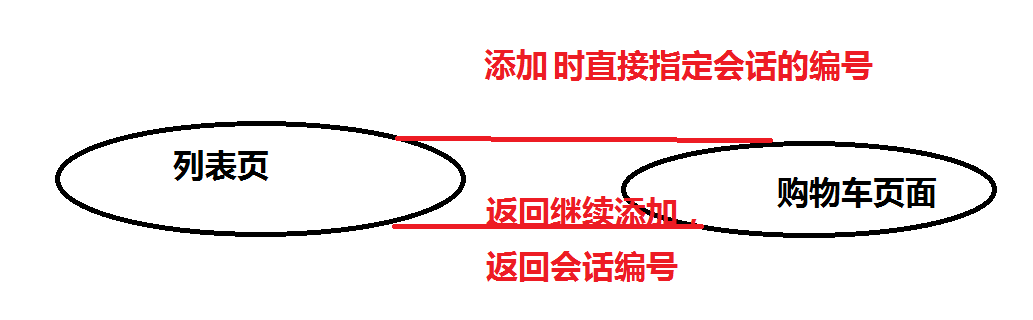 添加 时直接指定会话的编号
列表页
购物车页面
返回继续添加，
返回会话编号